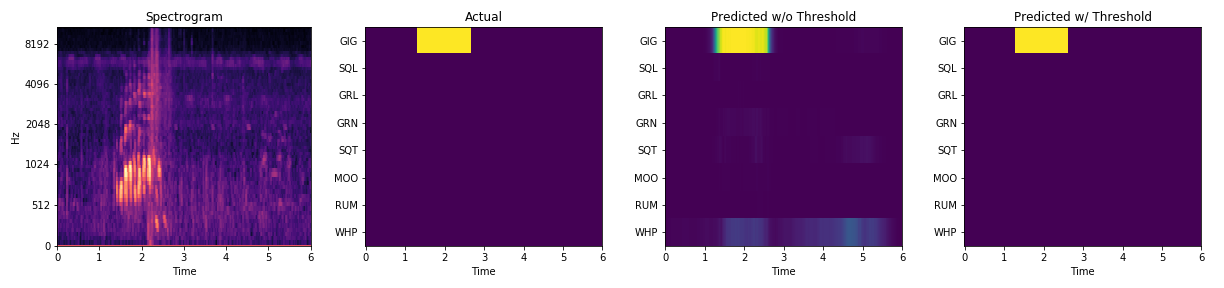 Spectrogram
8192
4096
2048
1024
512
0
Hz
0 1 2 3 4 5 6
Time
Actual
GIG
SQL
GRL
GRN
SQT
MOO
RUM
WHP
0 1 2 3 4 5 6
Time
Predicted w/o Threshold
GIG
SQL
GRL
GRN
SQT
MOO
RUM
WHP
0 1 2 3 4 5 6
Time
Predicted w/ Threshold
GIG
SQL
GRL
GRN
SQT
MOO
RUM
WHP
0 1 2 3 4 5 6
Time